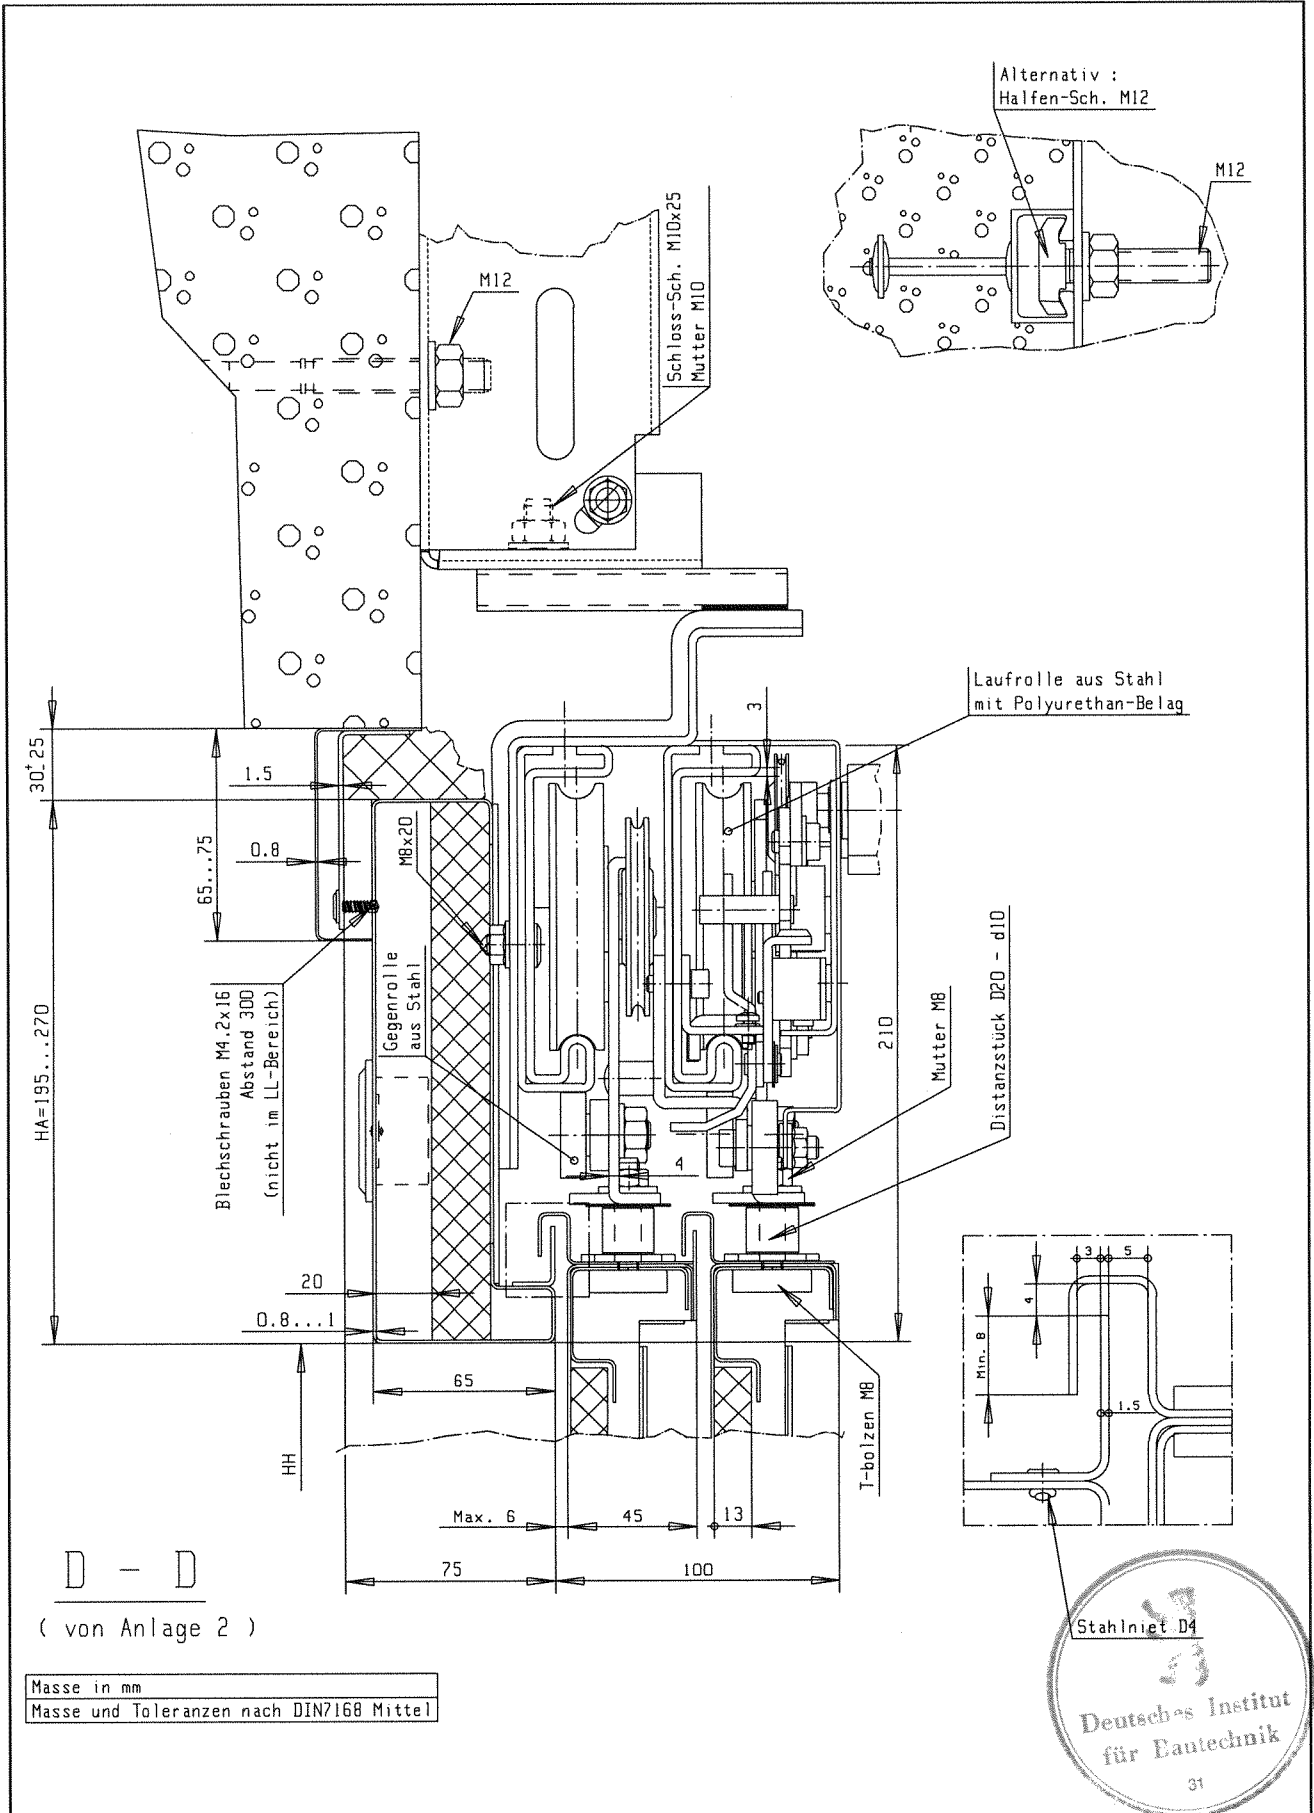 Alternativ :
Halfen-Sch. M12
M12
M12
Schloss-Sch. M10x25
Mutter M10
Laufrolle aus Stahl
mit Polyurethan-Belag
3
30±25
1.5
0.8
65...75
M8x20
Gegenrolle
aus Stahl
Blechschrauben M4.2x16
Abstand 300
(nicht im LL-Bereich)
HA=195...270
210
Mutter M8
Distanzstück D20 - d10
4
20
0.8...1
65
HH
T-bolzen M8
Max. 6
45
13
75
100
3
5
4
Min. 8
1.5
Stahlniet D4
D - D
( von Anlage 2 )
Masse in mm
Masse und Toleranzen nach DIN7168 Mittel
Deutsches Institut
für Bautechnik
31